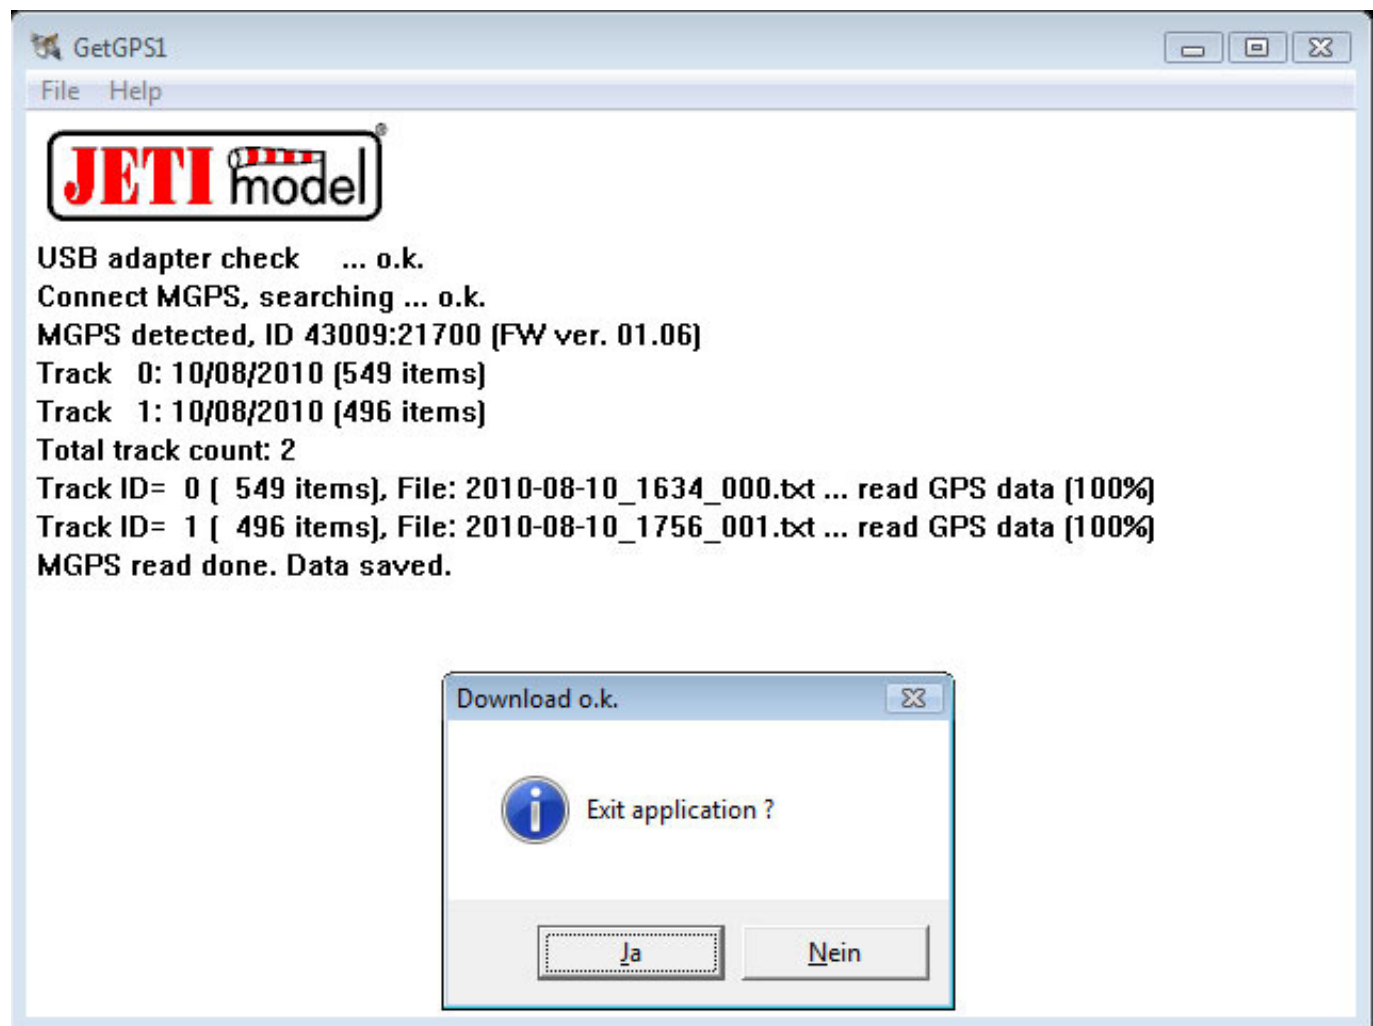 GetGPS1
File Help
JETI model ®
USB adapter check ... o.k.
Connect MGPS, searching ... o.k.
MGPS detected, ID 43009:21700 (FW ver. 01.06)
Track 0: 10/08/2010 (549 items)
Track 1: 10/08/2010 (496 items)
Total track count: 2
Track ID= 0 ( 549 items), File: 2010-08-10_1634_000.txt ... read GPS data (100%)
Track ID= 1 ( 496 items), File: 2010-08-10_1756_001.txt ... read GPS data (100%)
MGPS read done. Data saved.
Download o.k.
Exit application ?
Ja Nein